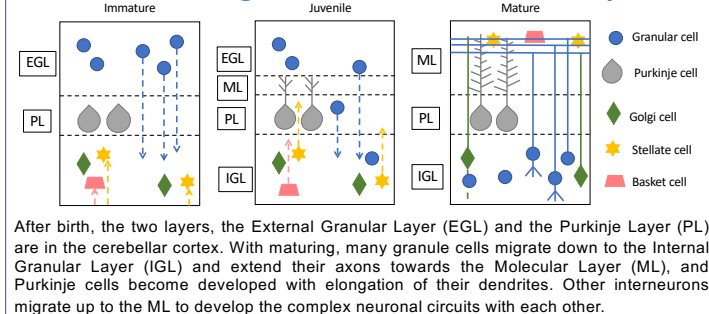 Immature
Juvenile
Mature
EGL
PL
EGL
ML
PL
IGL
ML
PL
IGL
Granular cell
Purkinje cell
Golgi cell
Stellate cell
Basket cell
After birth, the two layers, the External Granular Layer (EGL) and the Purkinje Layer (PL)
are in the cerebellar cortex. With maturing, many granule cells migrate down to the Internal
Granular Layer (IGL) and extend their axons towards the Molecular Layer (ML), and
Purkinje cells become developed with elongation of their dendrites. Other interneurons
migrate up to the ML to develop the complex neuronal circuits with each other.